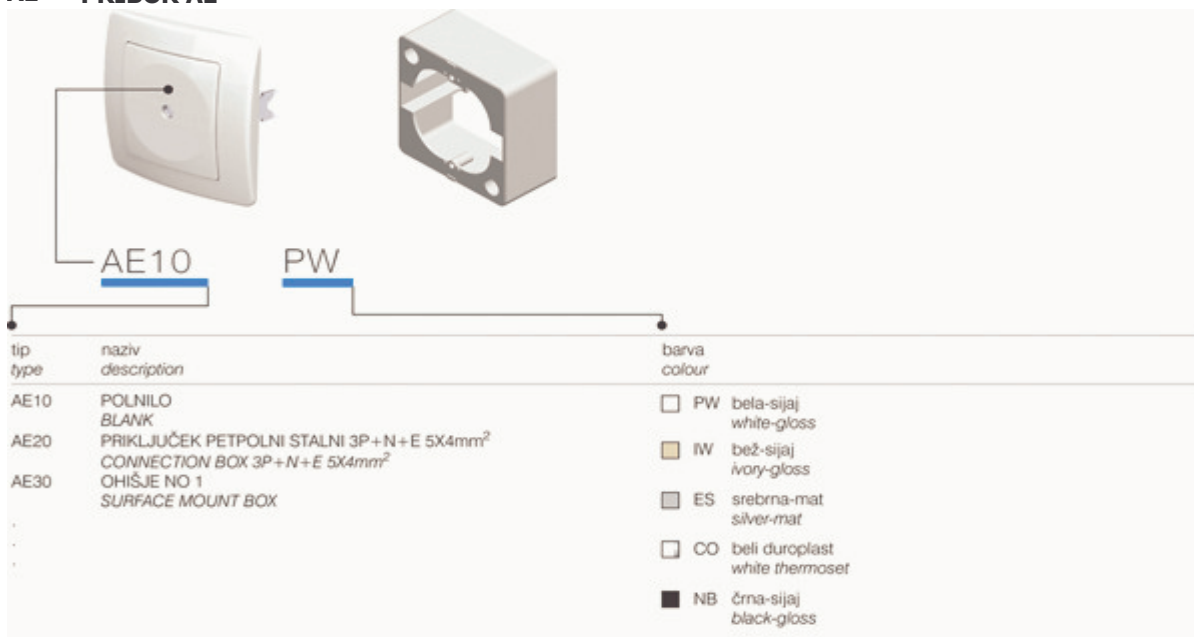 AE10 PW
tip naziv barva
type description colour
AE10 POLNILO
BLANK
AE20 PRIKLJUČEK PETPOLNI STALNI 3P+N+E 5X4mm²
CONNECTION BOX 3P+N+E 5X4mm²
AE30 OHIŠJE NO 1
SURFACE MOUNT BOX
.
.
.
PW bela-sijaj
white-gloss
IW bež-sijaj
ivory-gloss
ES srebrna-mat
silver-mat
CO beli duroplast
white thermoset
NB črna-sijaj
black-gloss